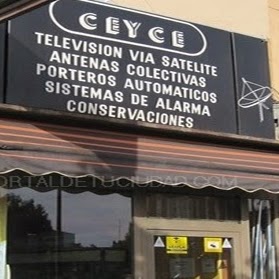 CEYCE
TELEVISION VIA SATELITE
ANTENAS COLECTIVAS
PORTEROS AUTOMATICOS
SISTEMAS DE ALARMA
CONSERVACIONES
PORTALDETUCIUDAD.COM